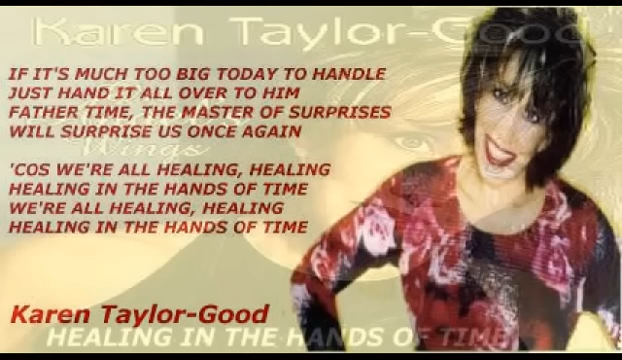 Karen Taylor-Good
IF IT'S MUCH TOO BIG TODAY TO HANDLE
JUST HAND IT ALL OVER TO HIM
FATHER TIME, THE MASTER OF SURPRISES
WILL SURPRISE US ONCE AGAIN
Wings
'COS WE'RE ALL HEALING, HEALING
HEALING IN THE HANDS OF TIME
WE'RE ALL HEALING, HEALING
HEALING IN THE HANDS OF TIME
Karen Taylor-Good
HEALING IN THE HANDS OF TIME